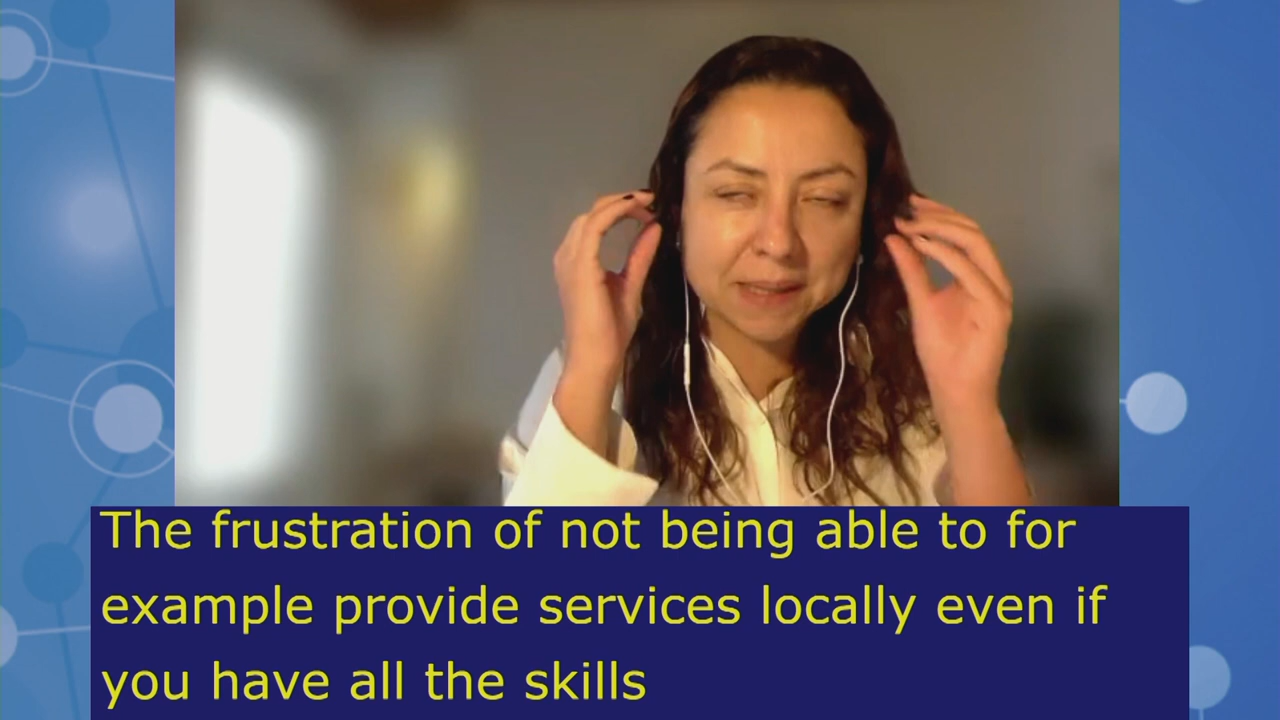 The frustration of not being able to for
example provide services locally even if
you have all the skills